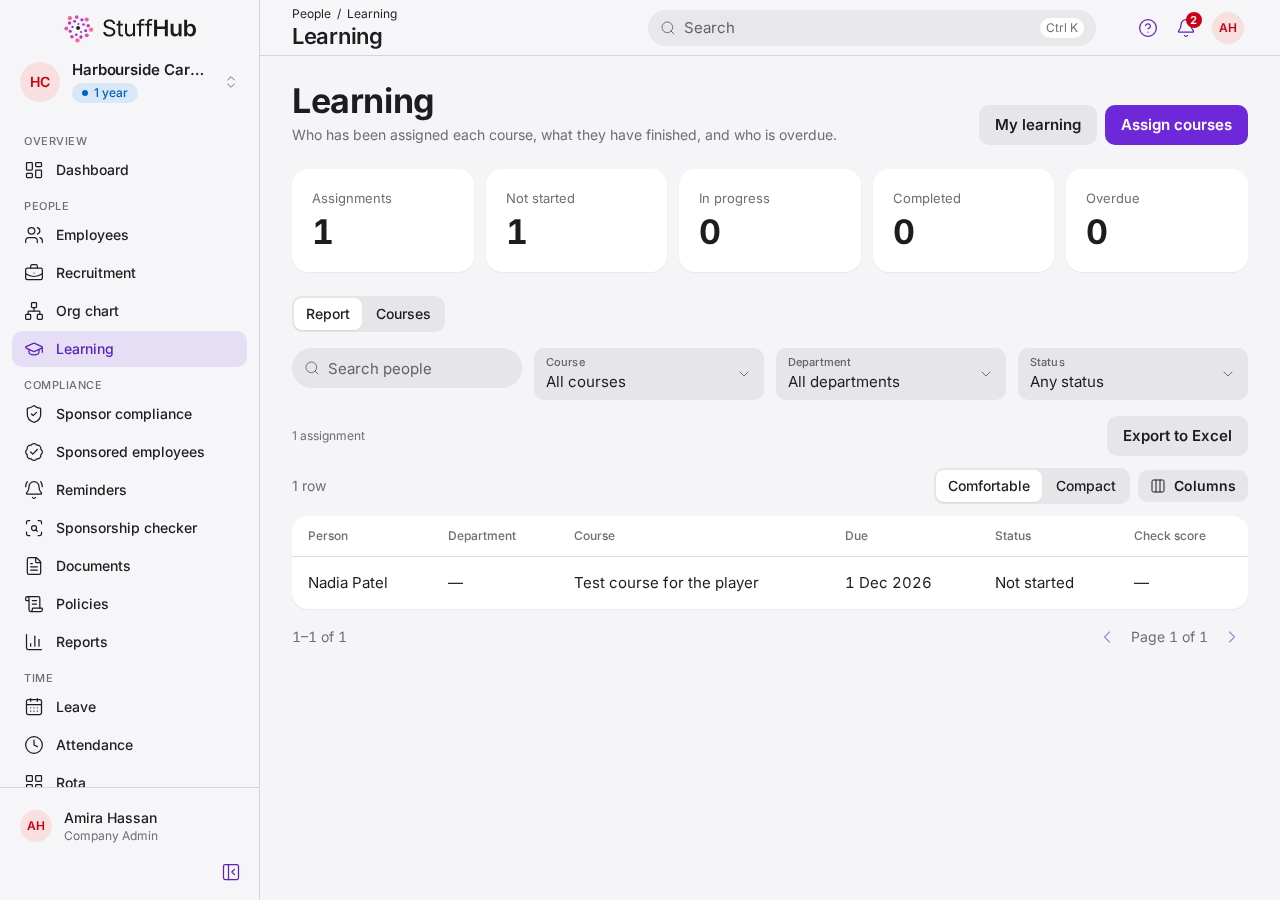 StuffHub
HC
Harbourside Car...
1 year
OVERVIEW
Dashboard
PEOPLE
Employees
Recruitment
Org chart
Learning
COMPLIANCE
Sponsor compliance
Sponsored employees
Reminders
Sponsorship checker
Documents
Policies
Reports
TIME
Leave
Attendance
Rota
AH
Amira Hassan
Company Admin
People / Learning
Learning
Search
Ctrl K
2
AH
Learning
Who has been assigned each course, what they have finished, and who is overdue.
My learning
Assign courses
Assignments
1
Not started
1
In progress
0
Completed
0
Overdue
0
Report
Courses
Search people
Course
All courses
Department
All departments
Status
Any status
1 assignment
Export to Excel
1 row
Comfortable
Compact
Columns
Person Department Course Due Status Check score
Nadia Patel — Test course for the player 1 Dec 2026 Not started —
1–1 of 1
Page 1 of 1